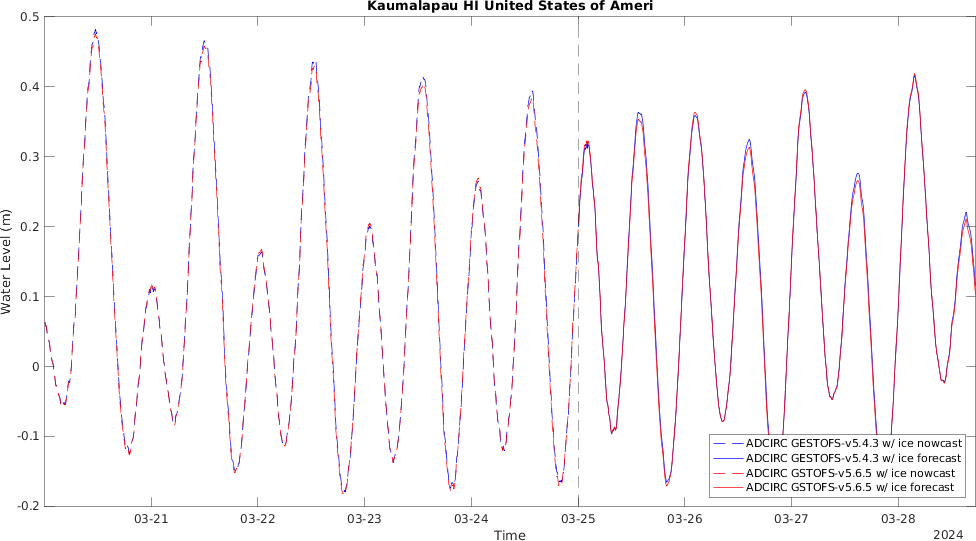 Kaumalapau HI United States of Ameri
0.5
0.4
0.3
0.2
0.1
0
-0.1
-0.2
Water Level (m)
ADCIRC GESTOFS-v5.4.3 w/ ice nowcast
ADCIRC GESTOFS-v5.4.3 w/ ice forecast
ADCIRC GSTOFS-v5.6.5 w/ ice nowcast
ADCIRC GSTOFS-v5.6.5 w/ ice forecast
03-21 03-22 03-23 03-24 03-25 03-26 03-27 03-28
Time
2024